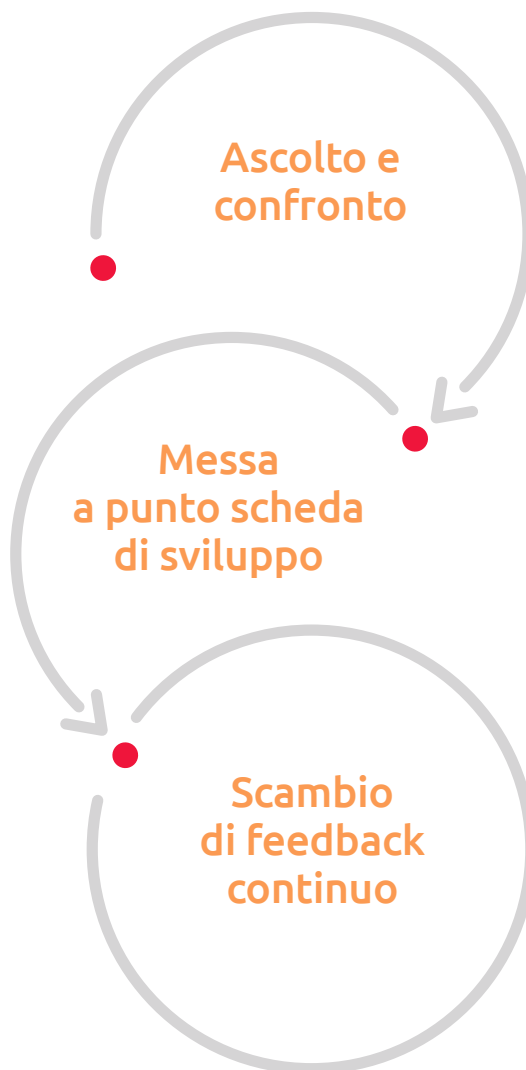 Ascolto e
confronto
Messa
a punto scheda
di sviluppo
Scambio
di feedback
continuo